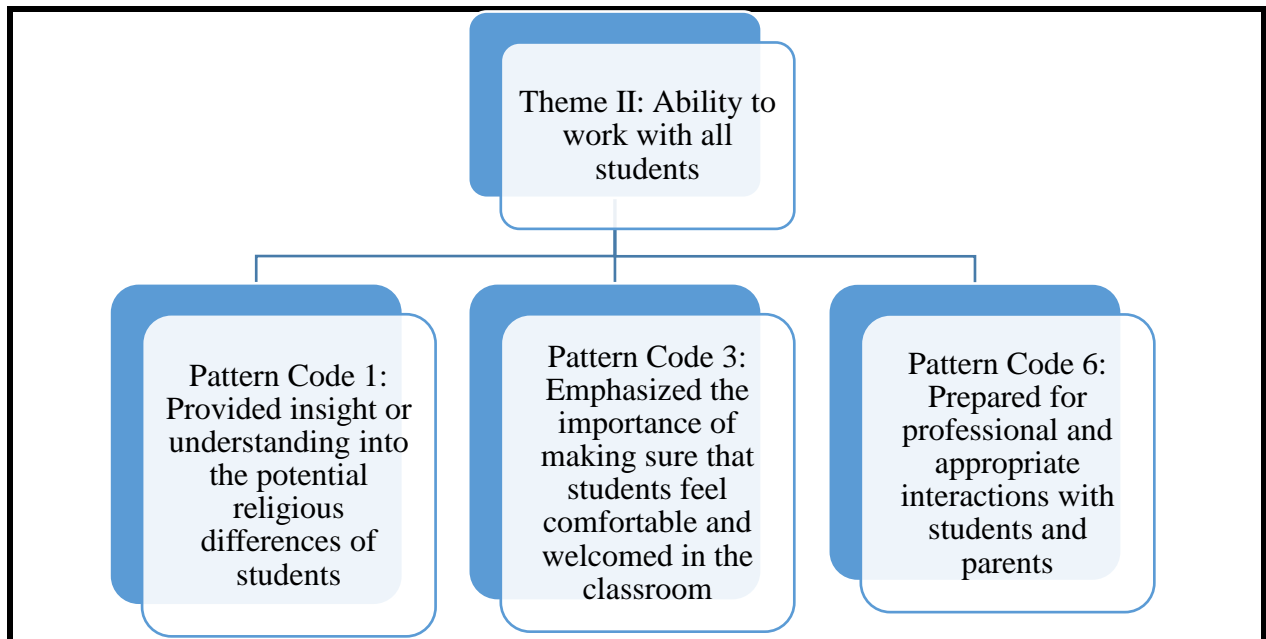 Theme II: Ability to
work with all
students
Pattern Code 1:
Provided insight or
understanding into
the potential
religious
differences of
students
Pattern Code 3:
Emphasized the
importance of
making sure that
students feel
comfortable and
welcomed in the
classroom
Pattern Code 6:
Prepared for
professional and
appropriate
interactions with
students and
parents